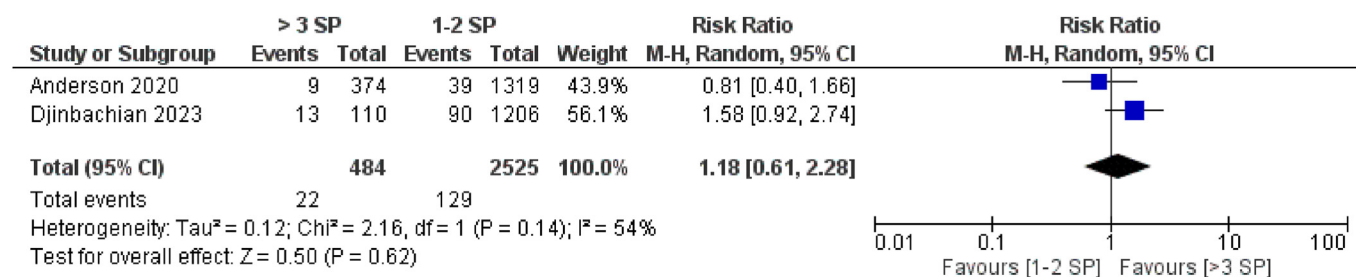 > 3 SP 1-2 SP Risk Ratio Risk Ratio
Study or Subgroup Events Total Events Total Weight M-H, Random, 95% CI M-H, Random, 95% CI
Anderson 2020 9 374 39 1319 43.9% 0.81 [0.40, 1.66]
Djinbachian 2023 13 110 90 1206 56.1% 1.58 [0.92, 2.74]
Total (95% CI) 484 2525 100.0% 1.18 [0.61, 2.28]
Total events 22 129
Heterogeneity: Tau² = 0.12; Chi² = 2.16, df = 1 (P = 0.14); I² = 54%
Test for overall effect: Z = 0.50 (P = 0.62)
0.01 0.1 1 10 100
Favours [1-2 SP] Favours [>3 SP]